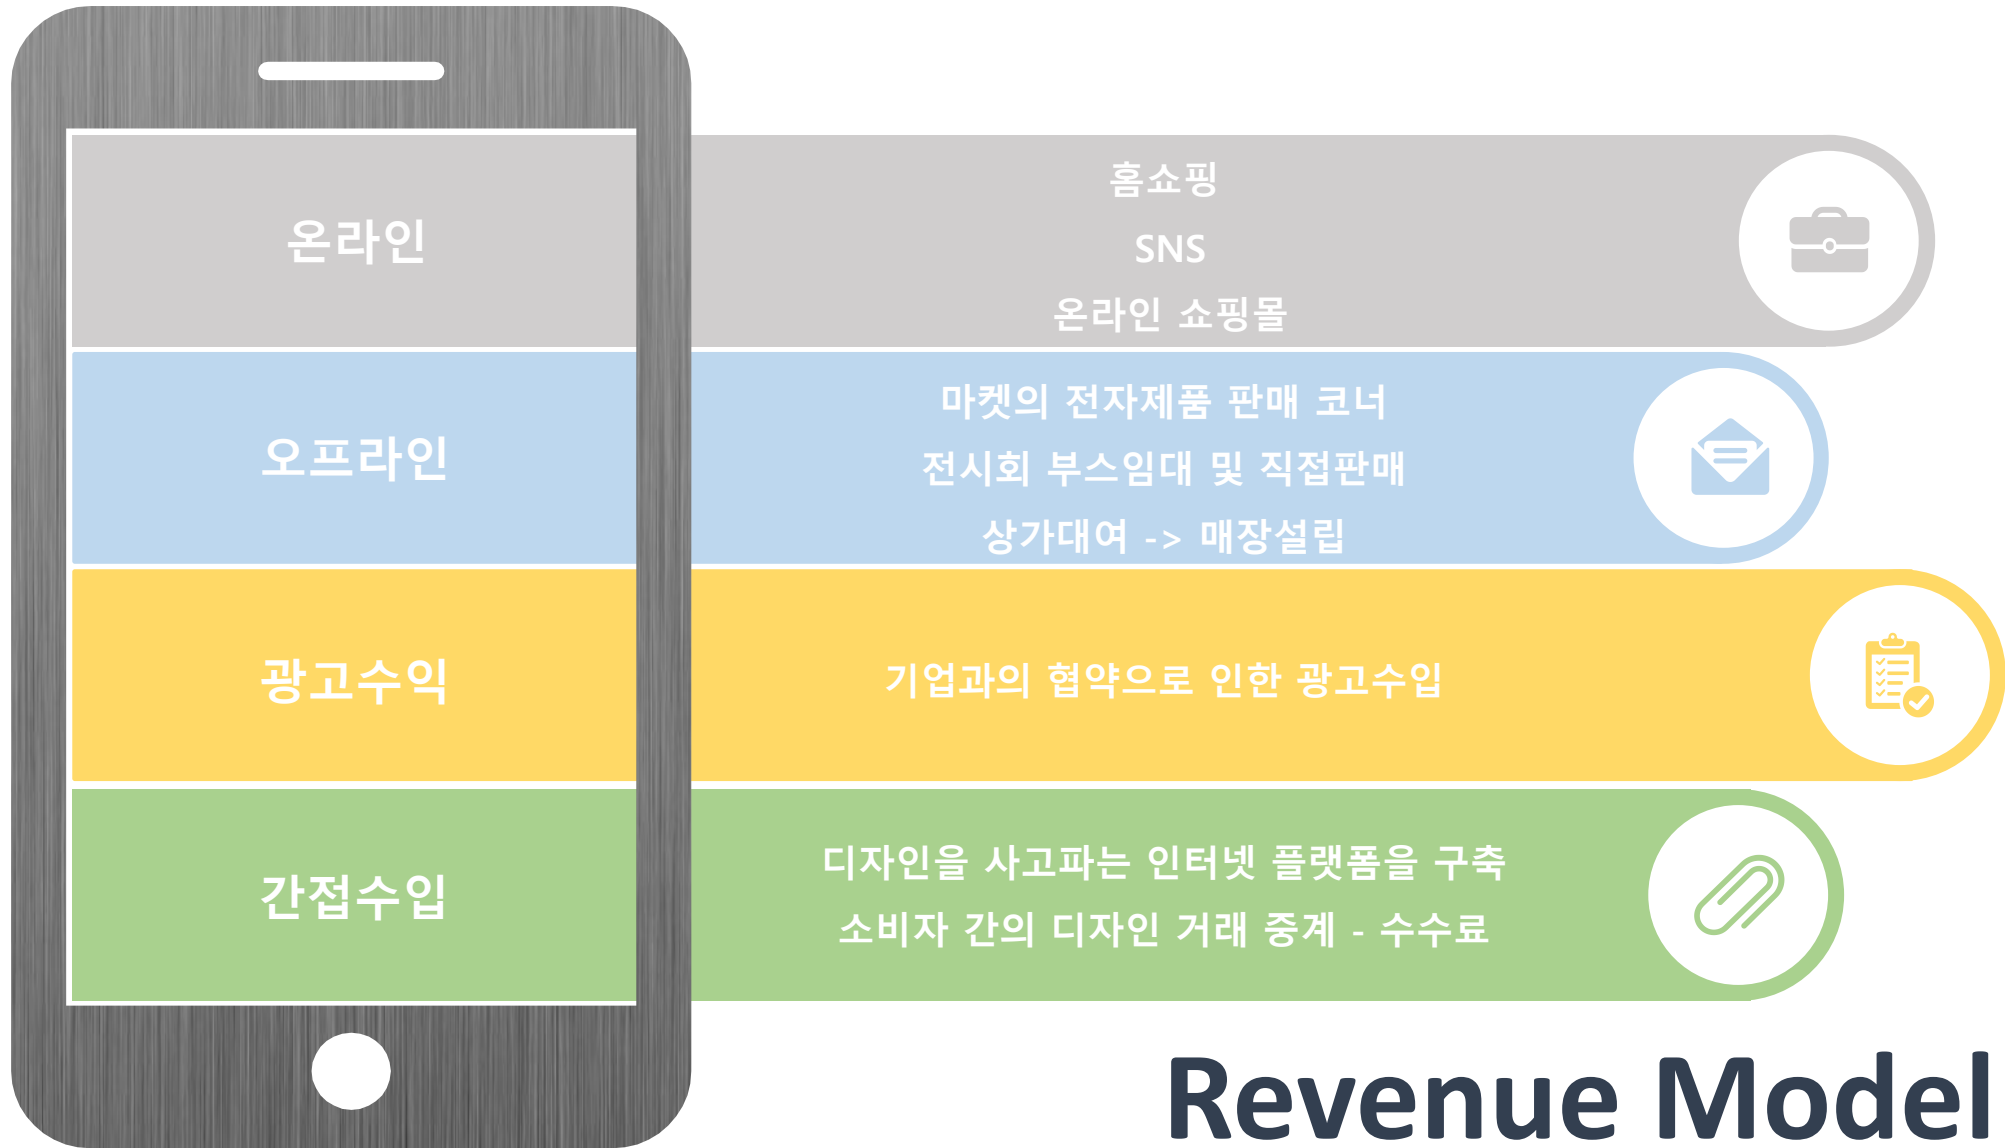 온라인
홈쇼핑
SNS
온라인 쇼핑몰
오프라인
마켓의 전자제품 판매 코너
전시회 부스임대 및 직접판매
상가대여 -> 매장설립
광고수익
기업과의 협약으로 인한 광고수입
간접수입
디자인을 사고파는 인터넷 플랫폼을 구축
소비자 간의 디자인 거래 중계 - 수수료
Revenue Model